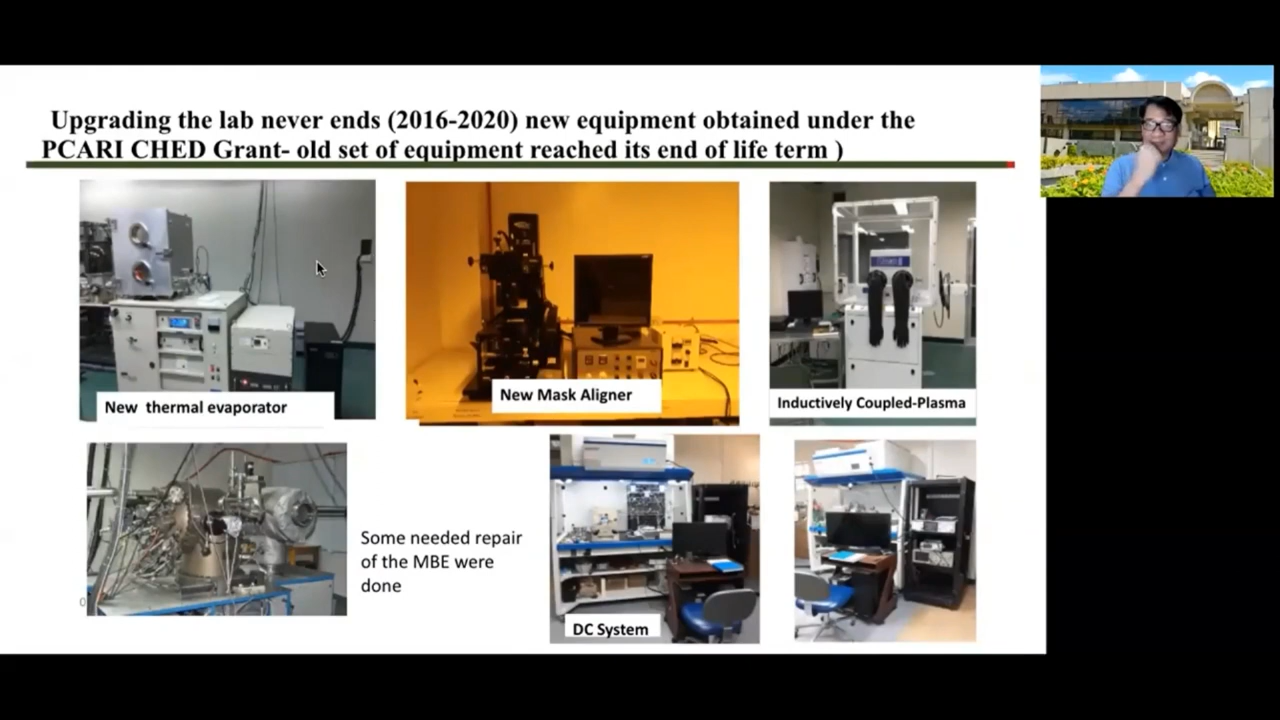 Upgrading the lab never ends (2016-2020) new equipment obtained under the
PCARI CHED Grant- old set of equipment reached its end of life term )
New thermal evaporator
New Mask Aligner
Inductively Coupled-Plasma
Some needed repair
of the MBE were
done
DC System